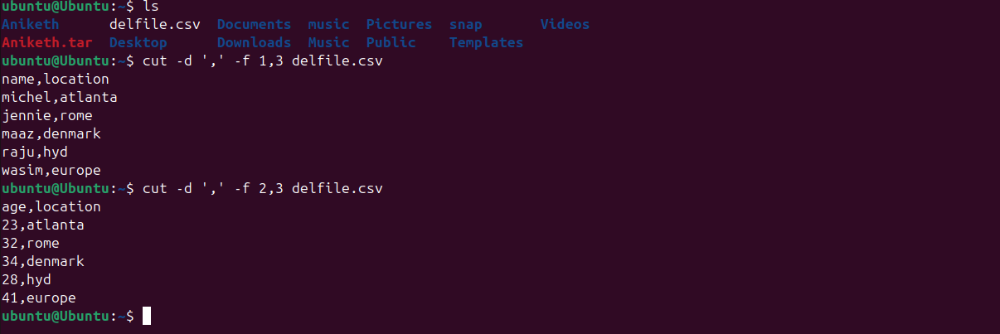 ubuntu@Ubuntu:~$ ls
Aniketh      delfile.csv  Documents  music  Pictures  snap       Videos
Aniketh.tar  Desktop      Downloads  Music  Public    Templates
ubuntu@Ubuntu:~$ cut -d ',' -f 1,3 delfile.csv
name,location
michel,atlanta
jennie,rome
maaz,denmark
raju,hyd
wasim,europe
ubuntu@Ubuntu:~$ cut -d ',' -f 2,3 delfile.csv
age,location
23,atlanta
32,rome
34,denmark
28,hyd
41,europe
ubuntu@Ubuntu:~$